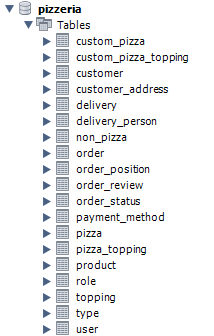 pizzeria
Tables
custom_pizza
custom_pizza_topping
customer
customer_address
delivery
delivery_person
non_pizza
order
order_position
order_review
order_status
payment_method
pizza
pizza_topping
product
role
topping
type
user